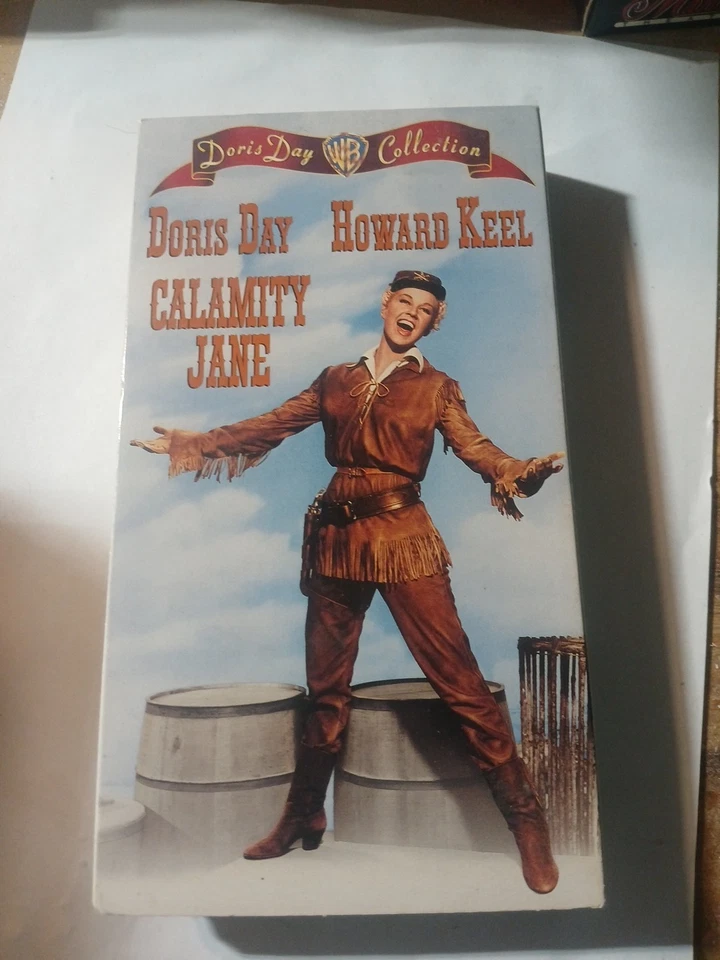 Doris Day WB Collection
DORIS DAY HOWARD KEEL
CALAMITY
JANE